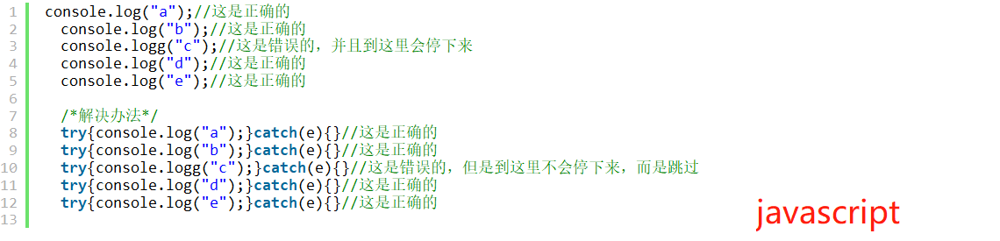 1 console.log("a");//这是正确的
2 console.log("b");//这是正确的
3 console.logg("c");//这是错误的，并且到这里会停下来
4 console.log("d");//这是正确的
5 console.log("e");//这是正确的
6
7 /*解决办法*/
8 try{console.log("a");}catch(e){}//这是正确的
9 try{console.log("b");}catch(e){}//这是正确的
10 try{console.logg("c");}catch(e){}//这是错误的，但是到这里不会停下来，而是跳过
11 try{console.log("d");}catch(e){}//这是正确的
12 try{console.log("e");}catch(e){}//这是正确的
13
javascript